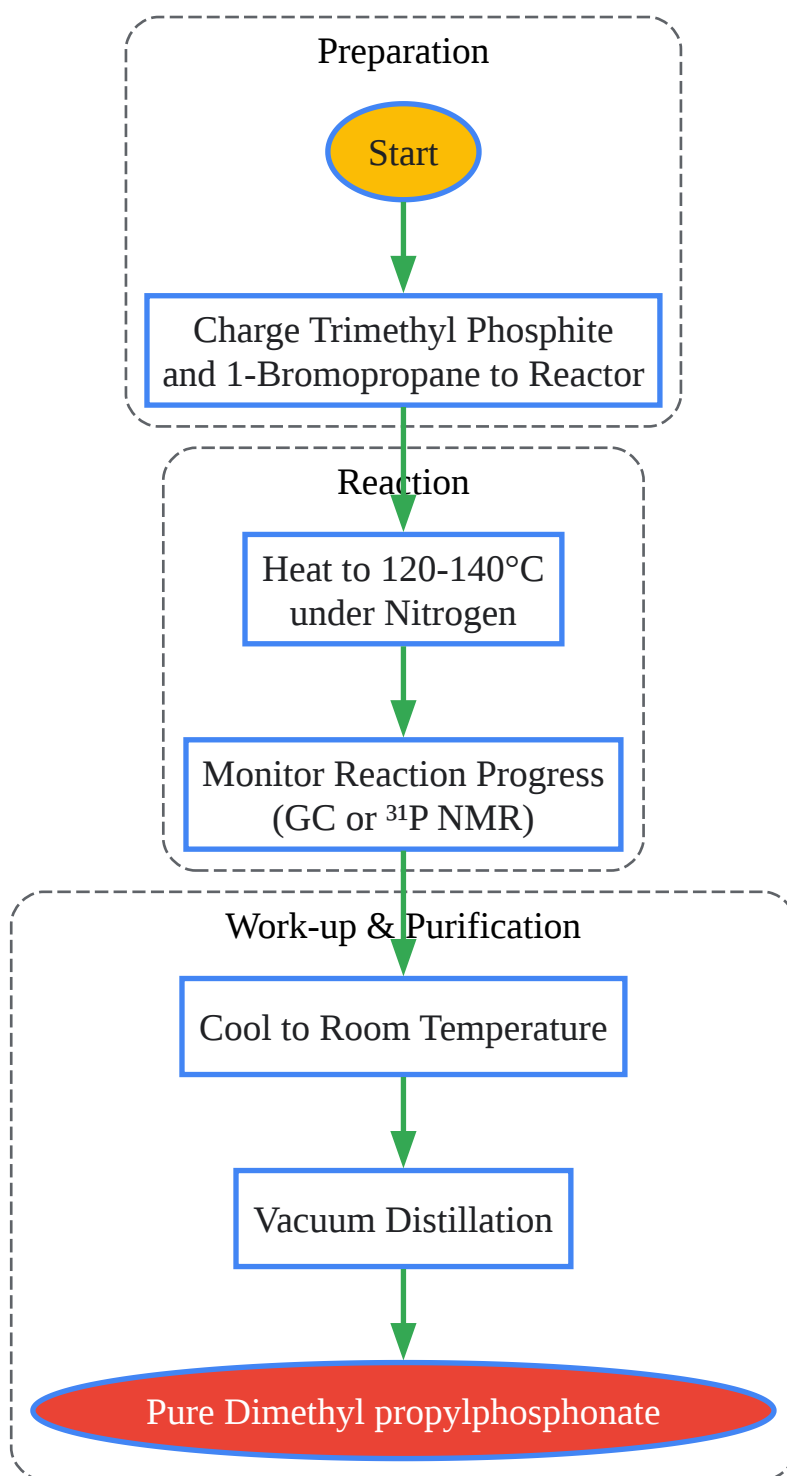 Preparation
Start
Charge Trimethyl Phosphite
and 1-Bromopropane to Reactor
Reaction
Heat to 120-140°C
under Nitrogen
Monitor Reaction Progress
(GC or ³¹P NMR)
Work-up & Purification
Cool to Room Temperature
Vacuum Distillation
Pure Dimethyl propylphosphonate